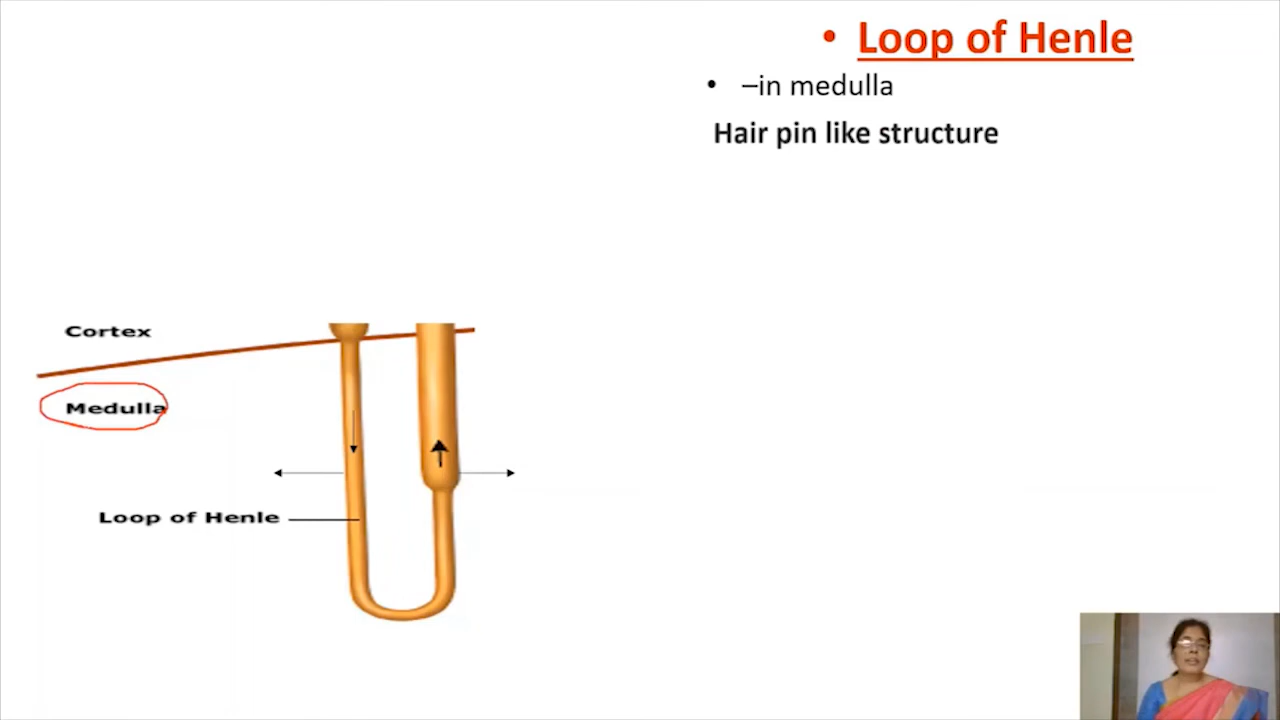 • Loop of Henle
• –in medulla
Hair pin like structure
Cortex
Medulla
Loop of Henle